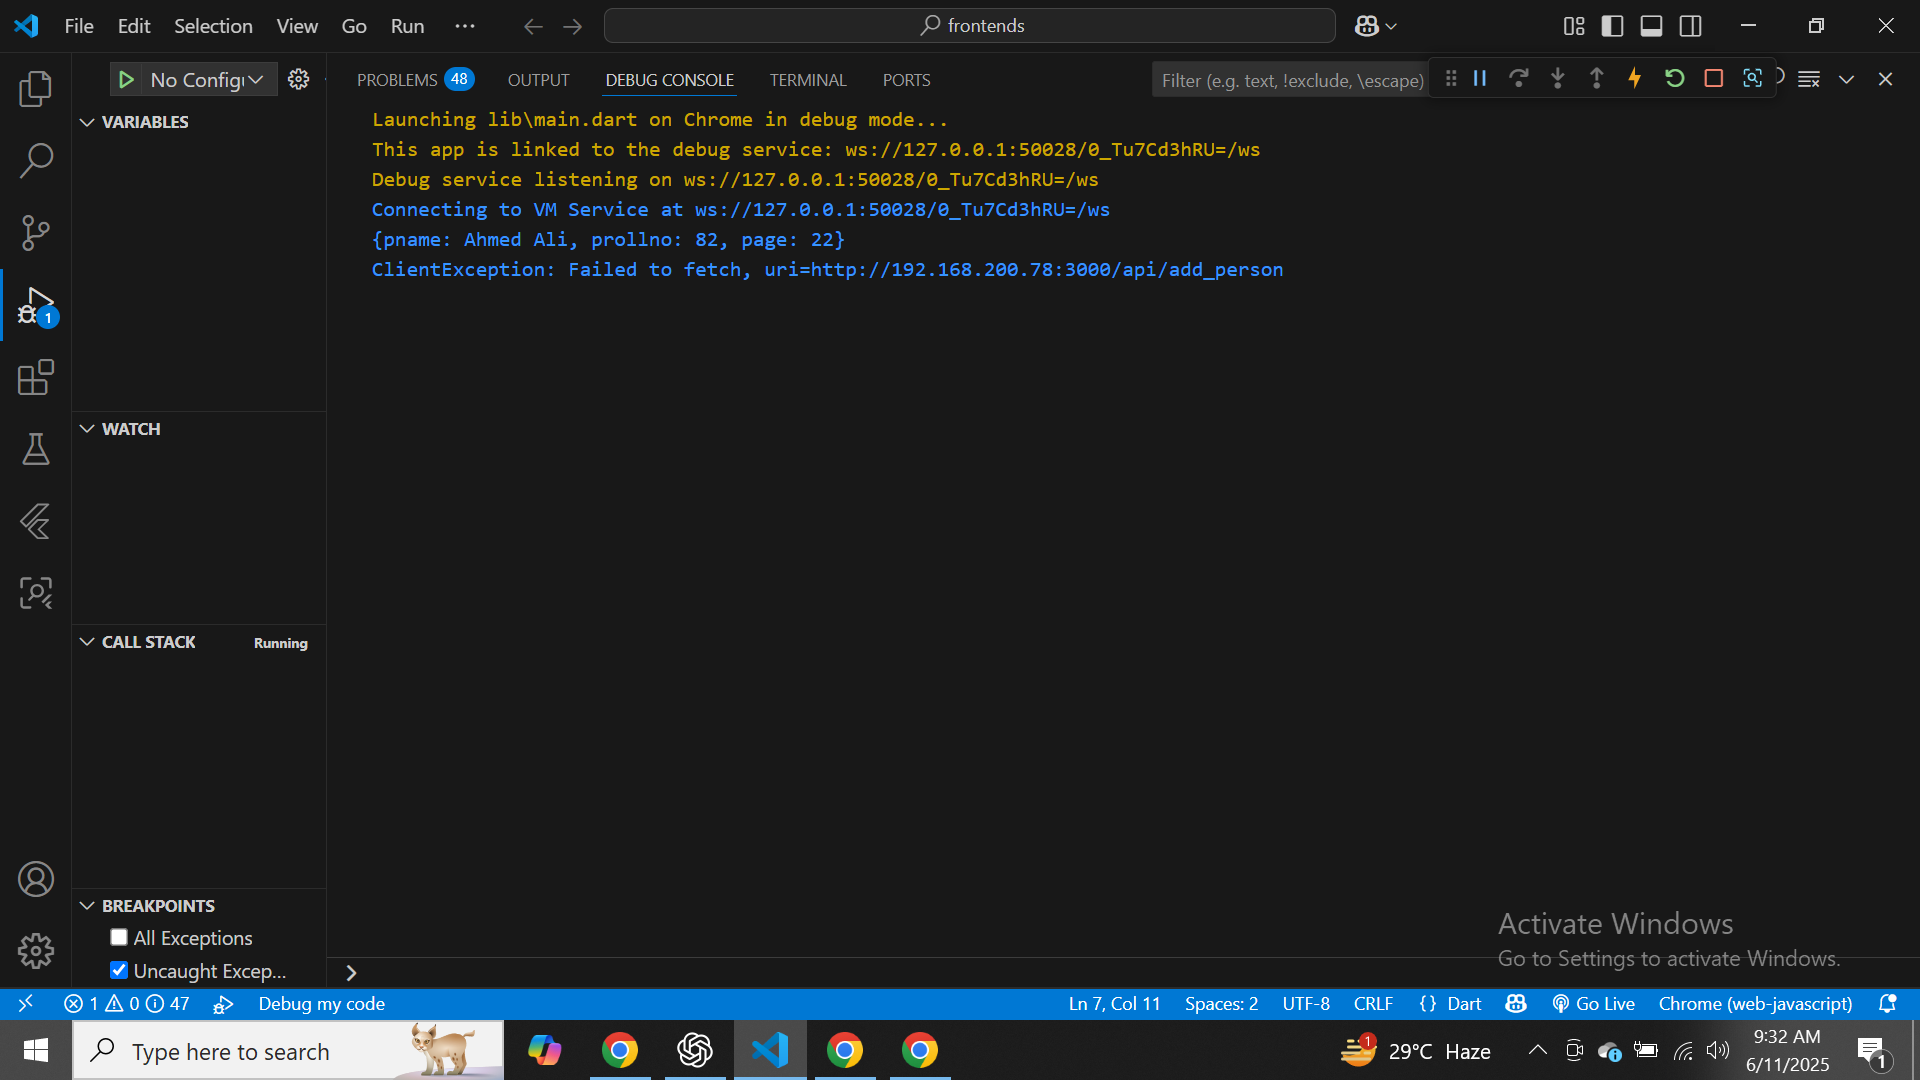 File Edit Selection View Go Run ··· frontends
No Config
PROBLEMS 48 OUTPUT DEBUG CONSOLE TERMINAL PORTS Filter (e.g. text, !exclude, \escape)
VARIABLES
Launching lib\main.dart on Chrome in debug mode...
This app is linked to the debug service: ws://127.0.0.1:50028/0_Tu7Cd3hRU=/ws
Debug service listening on ws://127.0.0.1:50028/0_Tu7Cd3hRU=/ws
Connecting to VM Service at ws://127.0.0.1:50028/0_Tu7Cd3hRU=/ws
{pname: Ahmed Ali, prollno: 82, page: 22}
ClientException: Failed to fetch, uri=http://192.168.200.78:3000/api/add_person
1
WATCH
CALL STACK Running
BREAKPOINTS
All Exceptions
Uncaught Excep...
Activate Windows
Go to Settings to activate Windows.
1 0 47 Debug my code Ln 7, Col 11 Spaces: 2 UTF-8 CRLF {} Dart Go Live Chrome (web-javascript)
Type here to search
1 29°C Haze
9:32 AM
6/11/2025
1